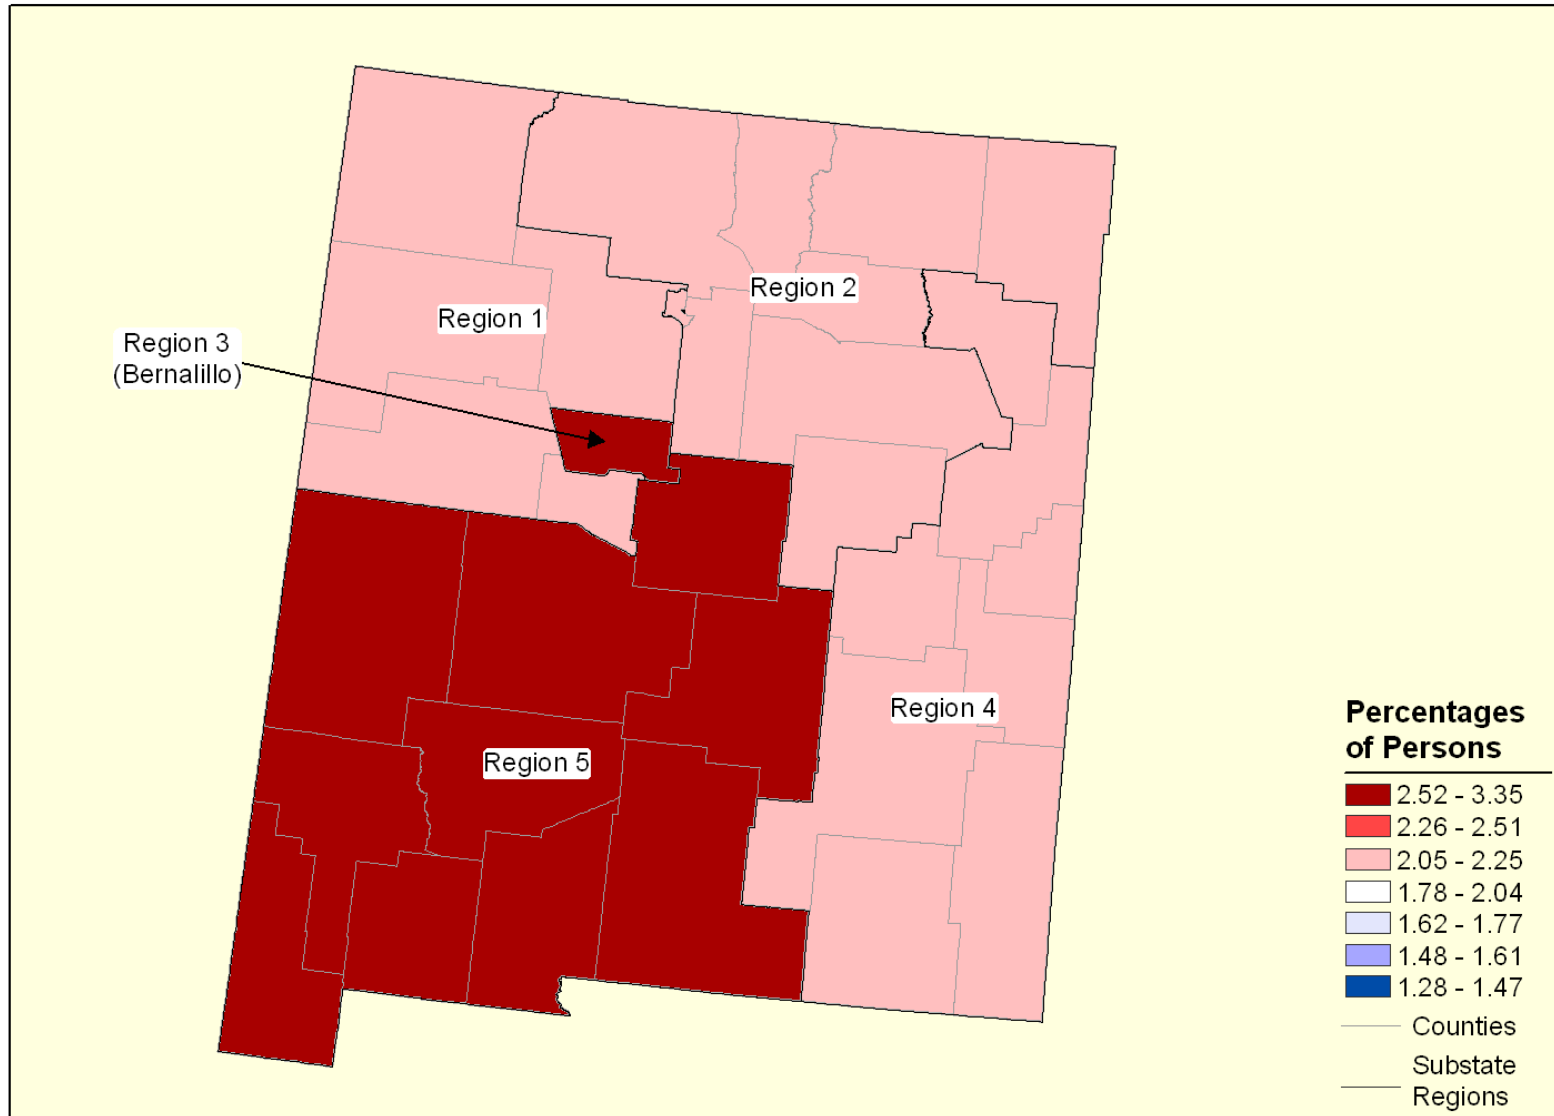 Region 2
Region 1
Region 3
(Bernalillo)
Region 4
Region 5
Percentages
of Persons
2.52 - 3.35
2.26 - 2.51
2.05 - 2.25
1.78 - 2.04
1.62 - 1.77
1.48 - 1.61
1.28 - 1.47
Counties
Substate
Regions